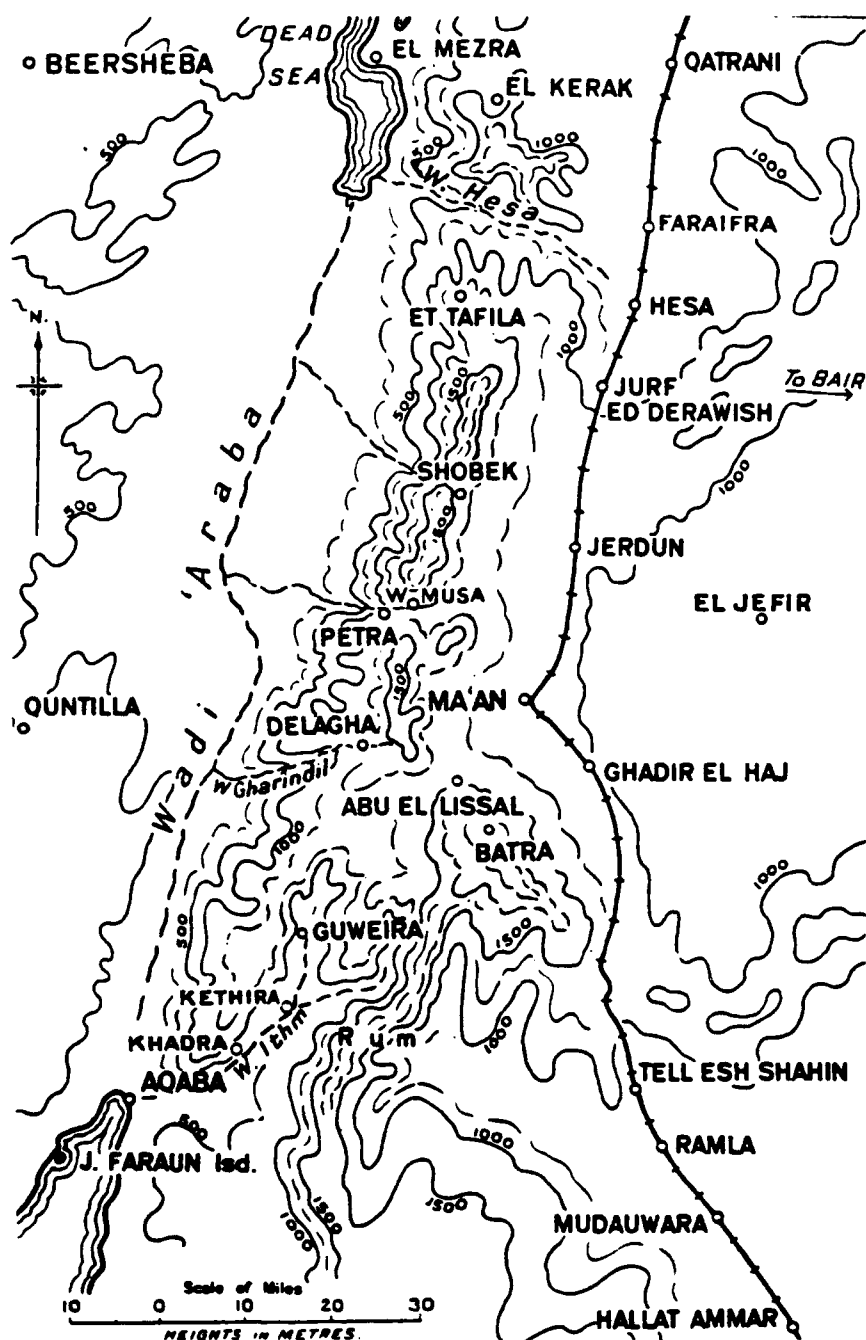 DEAD
SEA
EL MEZRA
BEERSHEBA
QATRANI
EL KERAK
1000
500
500
1000
W. Hesa
FARAIFRA
N.
ET TAFILA
HESA
1000
JURF
ED DERAWISH
To BAIR
1500
500
1000
500
SHOBEK
500
Wadi 'Araba
JERDUN
W-MUSA
EL JEFIR
PETRA
1500
MA'AN
QUNTILLA
DELAGHA
W Gharindil
GHADIR EL HAJ
ABU EL LISSAL
BATRA
1000
1000
500
GUWEIRA
1500
KETHIRA
KHADRA
W Ithm
Rum
1000
TELL ESH SHAHIN
AQABA
500
J. FARAUN Isd.
1000
RAMLA
1500
1000
1500
MUDAUWARA
Scale of Miles
10 0 10 20 30
HEIGHTS IN METRES.
HALLAT AMMAR